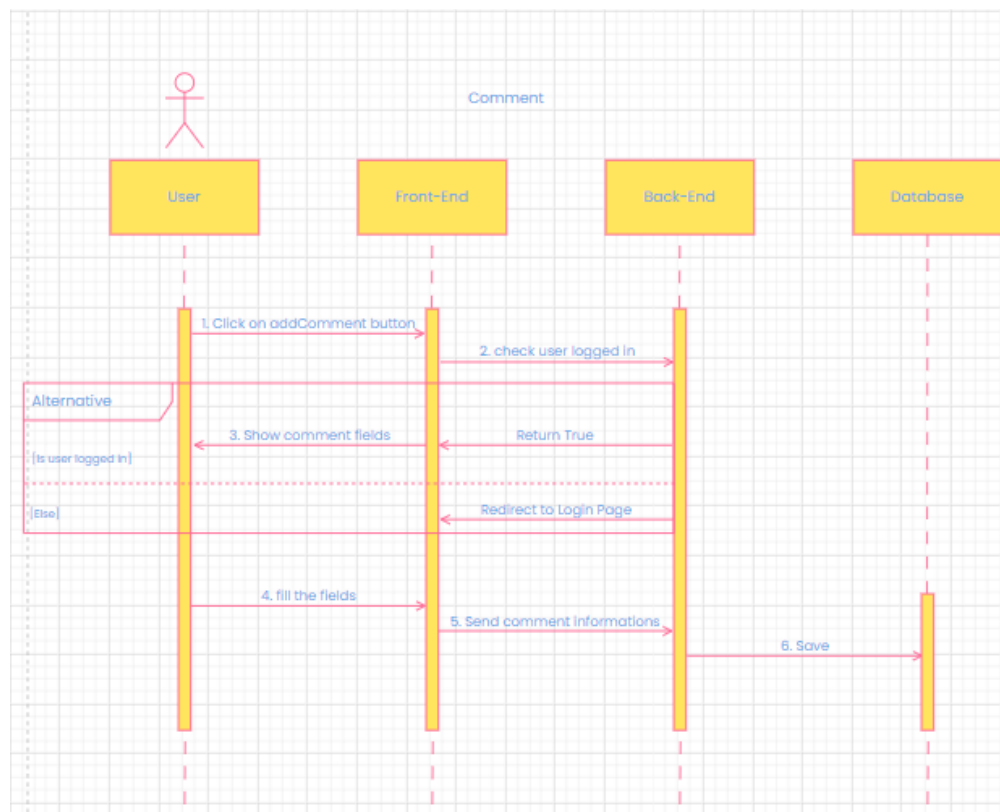 Comment
User
Front-End
Back-End
Database
1. Click on addComment button
2. check user logged in
Alternative
3. Show comment fields
Return True
[Is user logged in]
Redirect to Login Page
[Else]
4. fill the fields
5. Send comment informations
6. Save